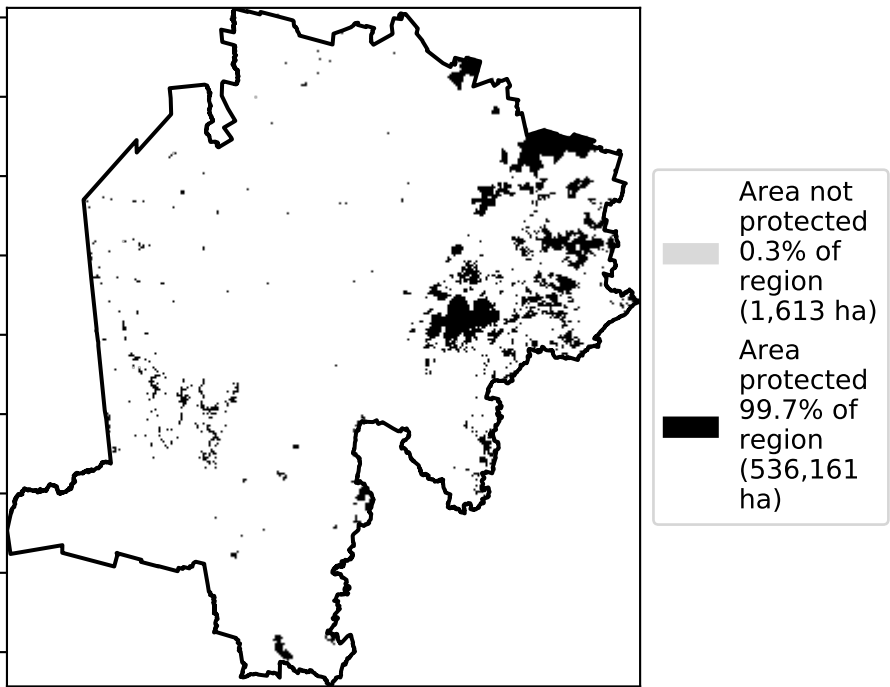 Area not
protected
0.3% of
region
(1,613 ha)
Area
protected
99.7% of
region
(536,161
ha)